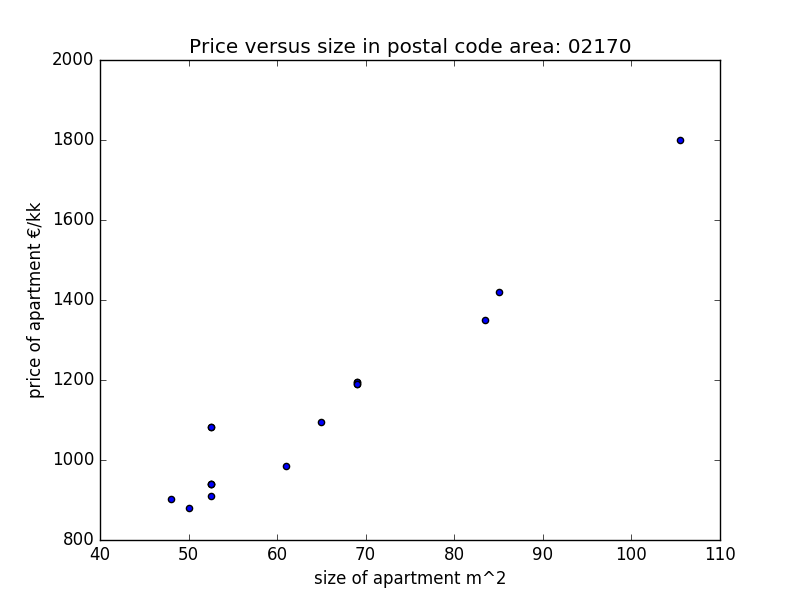 Price versus size in postal code area: 02170
2000
1800
1600
1400
1200
1000
800
price of apartment €/kk
40 50 60 70 80 90 100 110
size of apartment m^2